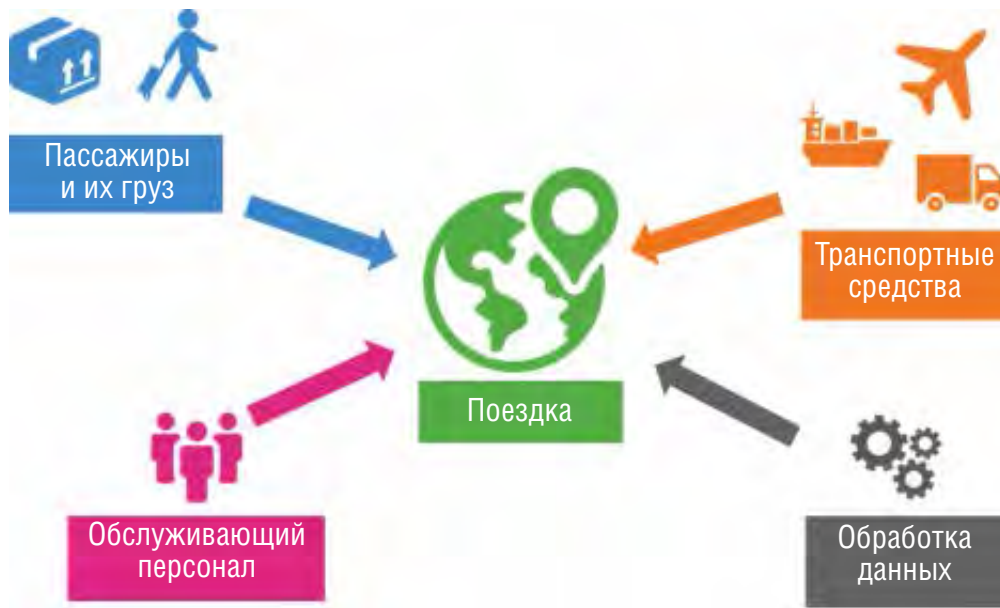 Пассажиры
и их груз
Транспортные
средства
Поездка
Обслуживающий
персонал
Обработка
данных